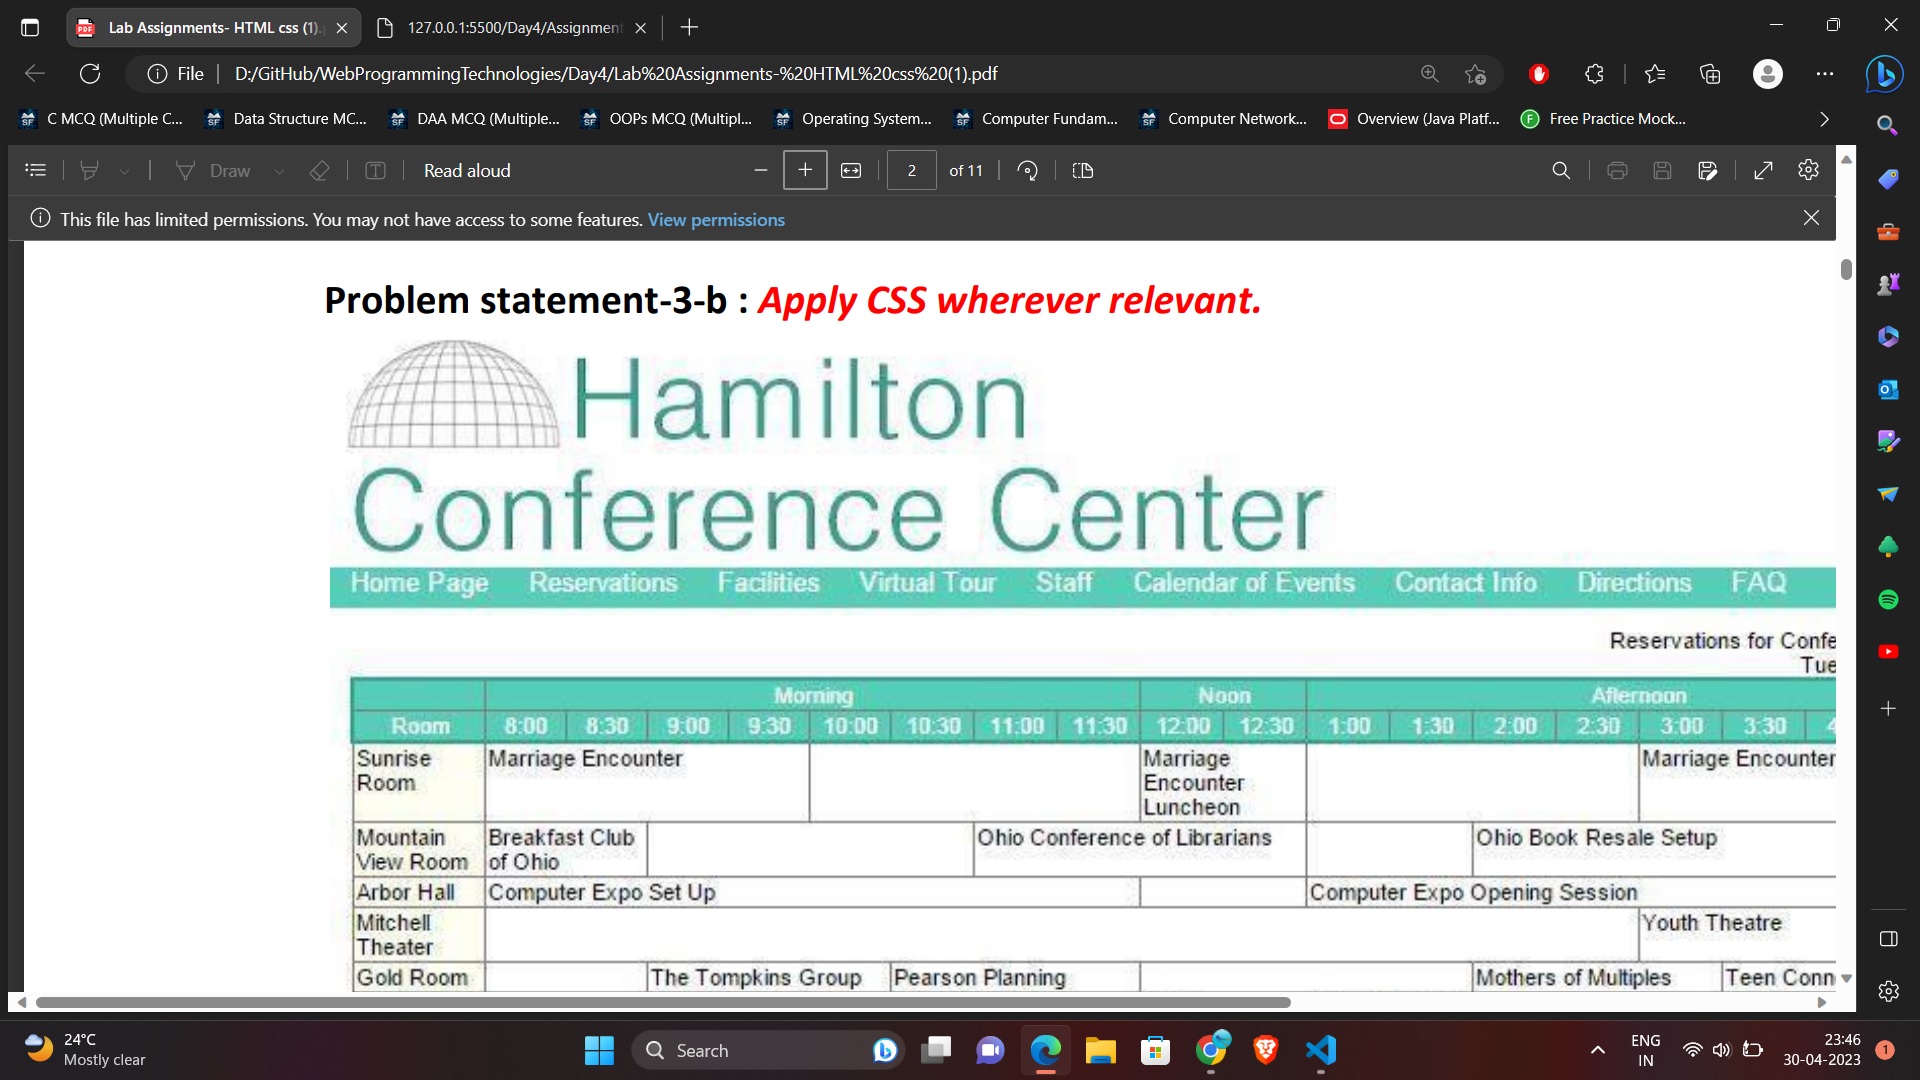 Lab Assignments- HTML css (1).
127.0.0.1:5500/Day4/Assignment
File
D:/GitHub/WebProgrammingTechnologies/Day4/Lab%20Assignments-%20HTML%20css%20(1).pdf
C MCQ (Multiple C...
Data Structure MC...
DAA MCQ (Multiple...
OOPs MCQ (Multipl...
Operating System...
Computer Fundam...
Computer Network...
Overview (Java Platf...
Free Practice Mock...
Draw
Read aloud
2 of 11
This file has limited permissions. You may not have access to some features. View permissions
Problem statement-3-b : Apply CSS wherever relevant.
Hamilton
Conference Center
Home Page Reservations Facilities Virtual Tour Staff Calendar of Events Contact Info Directions FAQ
Reservations for Confe
Tue
Morning Noon Afternoon
Room 8:00 8:30 9:00 9:30 10:00 10:30 11:00 11:30 12:00 12:30 1:00 1:30 2:00 2:30 3:00 3:30 4
Sunrise Room
Marriage Encounter
Marriage Encounter Luncheon
Marriage Encounter
Mountain View Room
Breakfast Club of Ohio
Ohio Conference of Librarians
Ohio Book Resale Setup
Arbor Hall
Computer Expo Set Up
Computer Expo Opening Session
Mitchell Theater
Youth Theatre
Gold Room
The Tompkins Group
Pearson Planning
Mothers of Multiples
Teen Conn
24°C
Mostly clear
Search
ENG
IN
23:46
30-04-2023
1